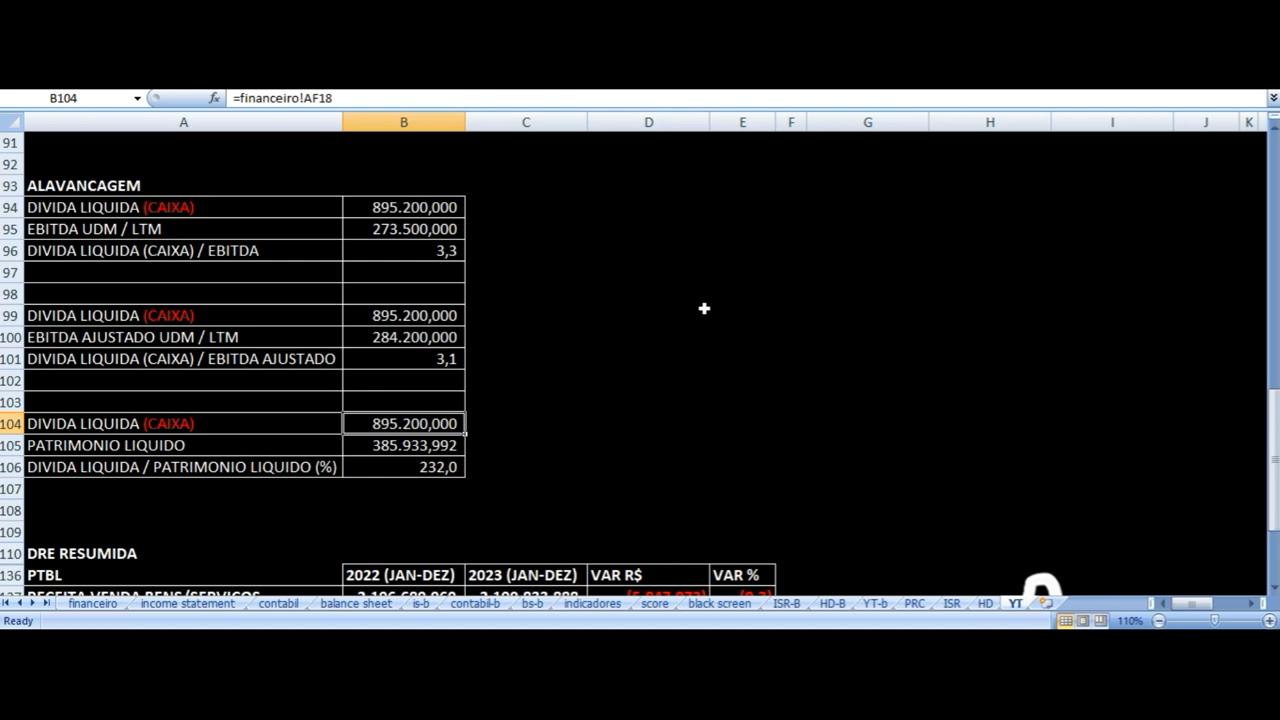 B104 =financeiro!AF18
A B C D E F G H I J K
91
92
93 ALAVANCAGEM
94 DIVIDA LIQUIDA (CAIXA) 895.200,000
95 EBITDA UDM / LTM 273.500,000
96 DIVIDA LIQUIDA (CAIXA) / EBITDA 3,3
97
98
99 DIVIDA LIQUIDA (CAIXA) 895.200,000
100 EBITDA AJUSTADO UDM / LTM 284.200,000
101 DIVIDA LIQUIDA (CAIXA) / EBITDA AJUSTADO 3,1
102
103
104 DIVIDA LIQUIDA (CAIXA) 895.200,000
105 PATRIMONIO LIQUIDO 385.933,992
106 DIVIDA LIQUIDA / PATRIMONIO LIQUIDO (%) 232,0
107
108
109
110 DRE RESUMIDA
136 PTBL 2022 (JAN-DEZ) 2023 (JAN-DEZ) VAR R$ VAR %
financeiro income statement contabil balance sheet is-b contabil-b bs-b indicadores score black screen ISR-B HD-B YT-b PRC ISR HD YT
Ready 110%